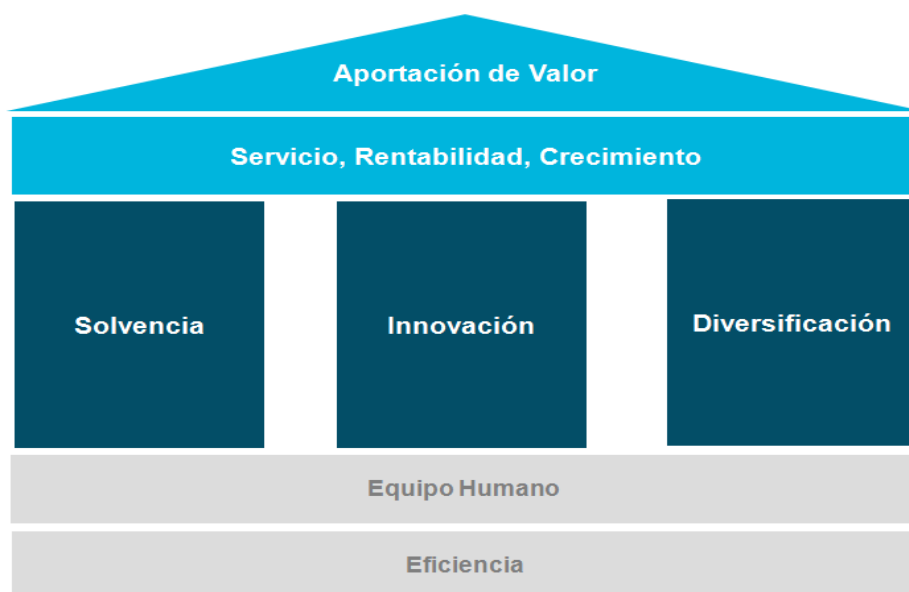 Aportación de Valor
Servicio, Rentabilidad, Crecimiento
Solvencia
Innovación
Diversificación
Equipo Humano
Eficiencia